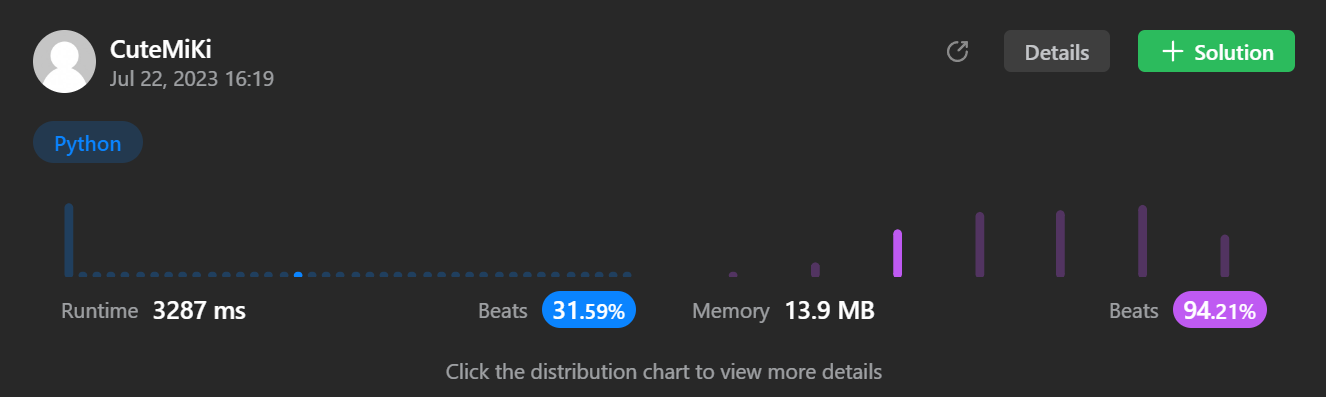 CuteMiKi
Jul 22, 2023 16:19
Details
+ Solution
Python
Runtime 3287 ms Beats 31.59% Memory 13.9 MB Beats 94.21%
Click the distribution chart to view more details